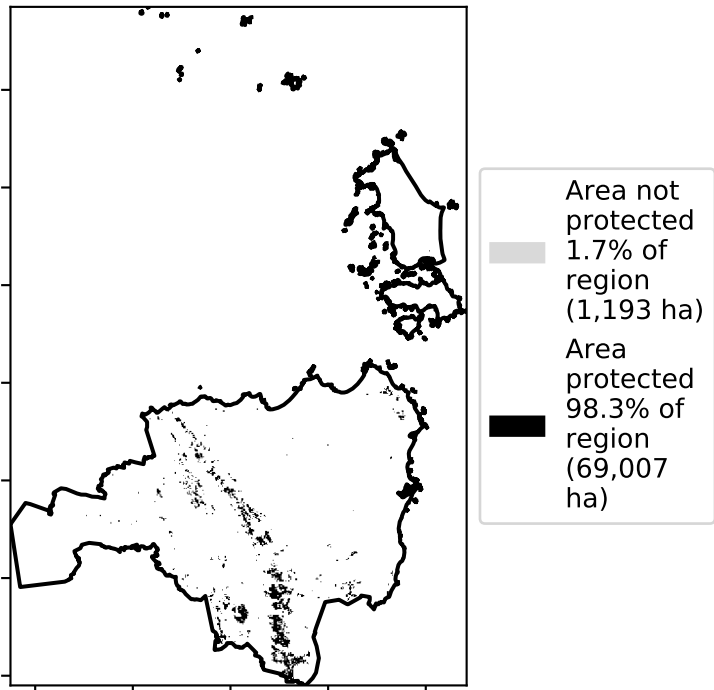 Area not
protected
1.7% of
region
(1,193 ha)
Area
protected
98.3% of
region
(69,007
ha)